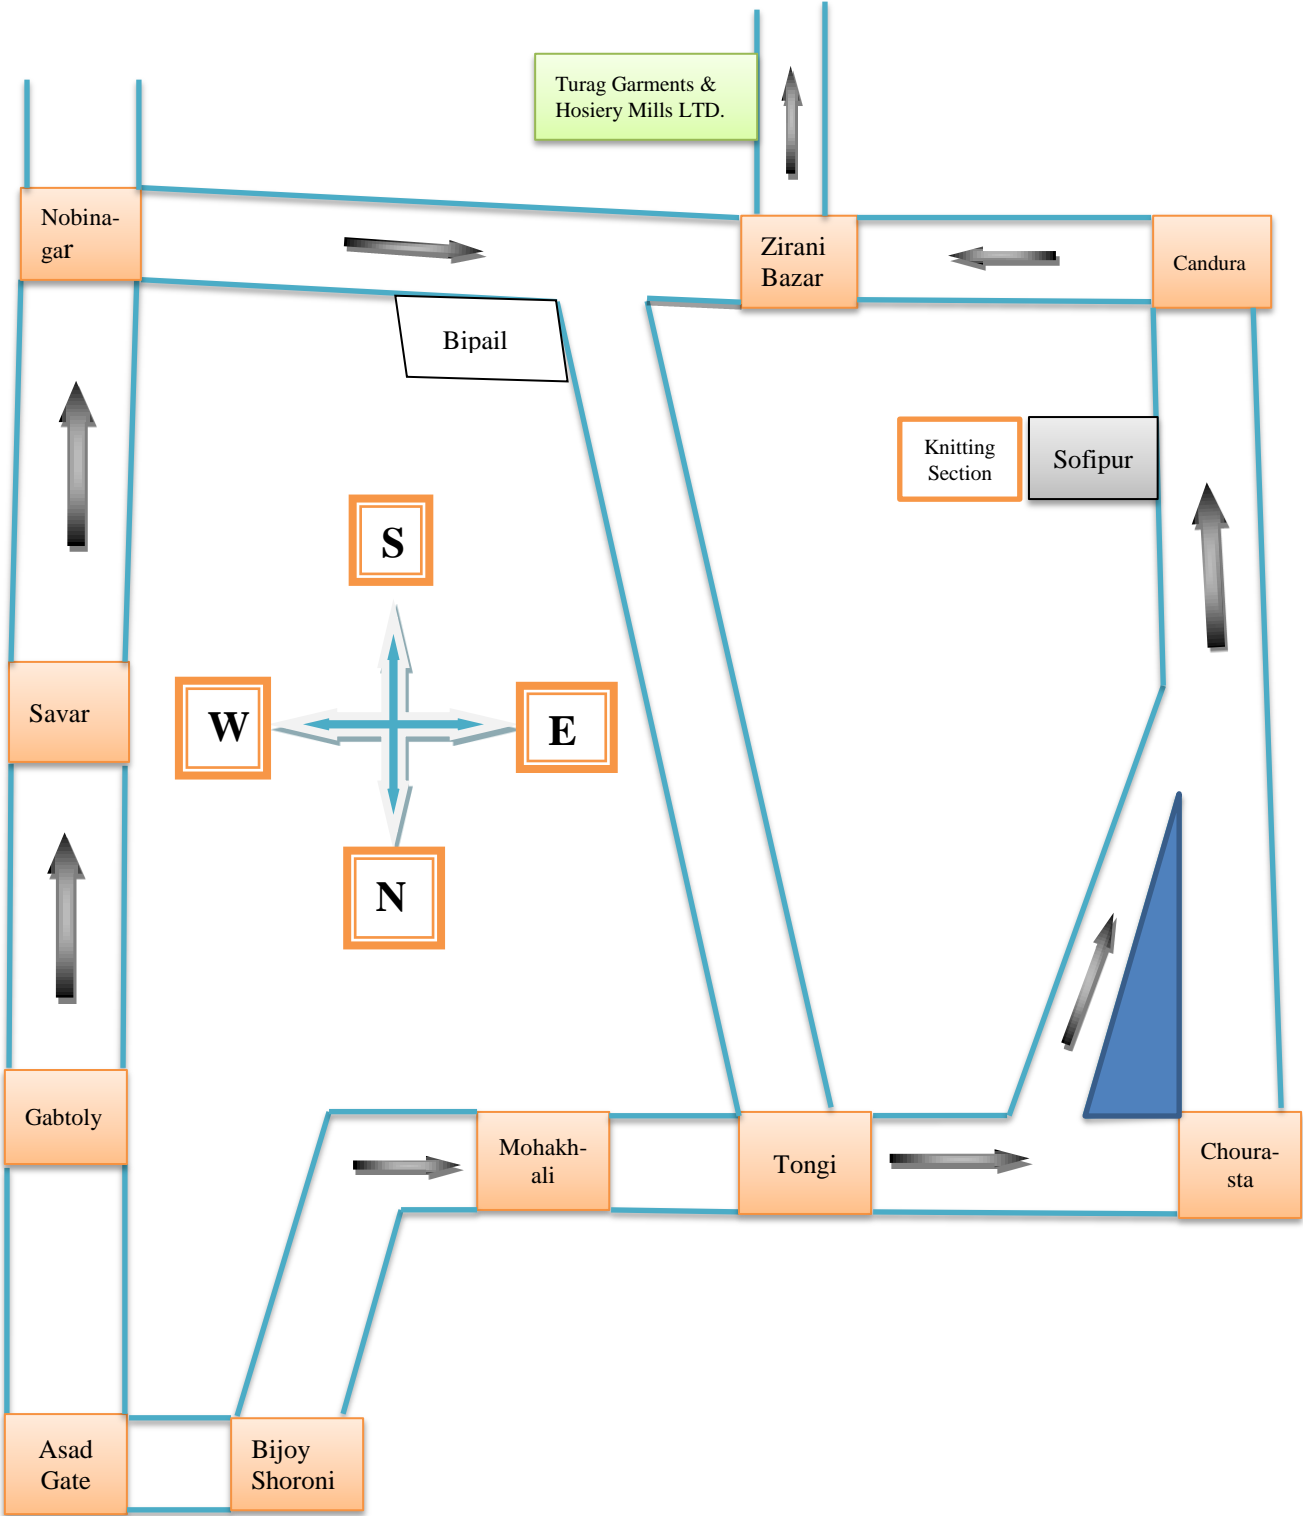 Turag Garments &
Hosiery Mills LTD.
Nobina-
gar
Zirani
Bazar
Candura
Bipail
Knitting
Section
Sofipur
S
W
E
N
Savar
Gabtoly
Mohakh-
ali
Tongi
Choura-
sta
Asad
Gate
Bijoy
Shoroni